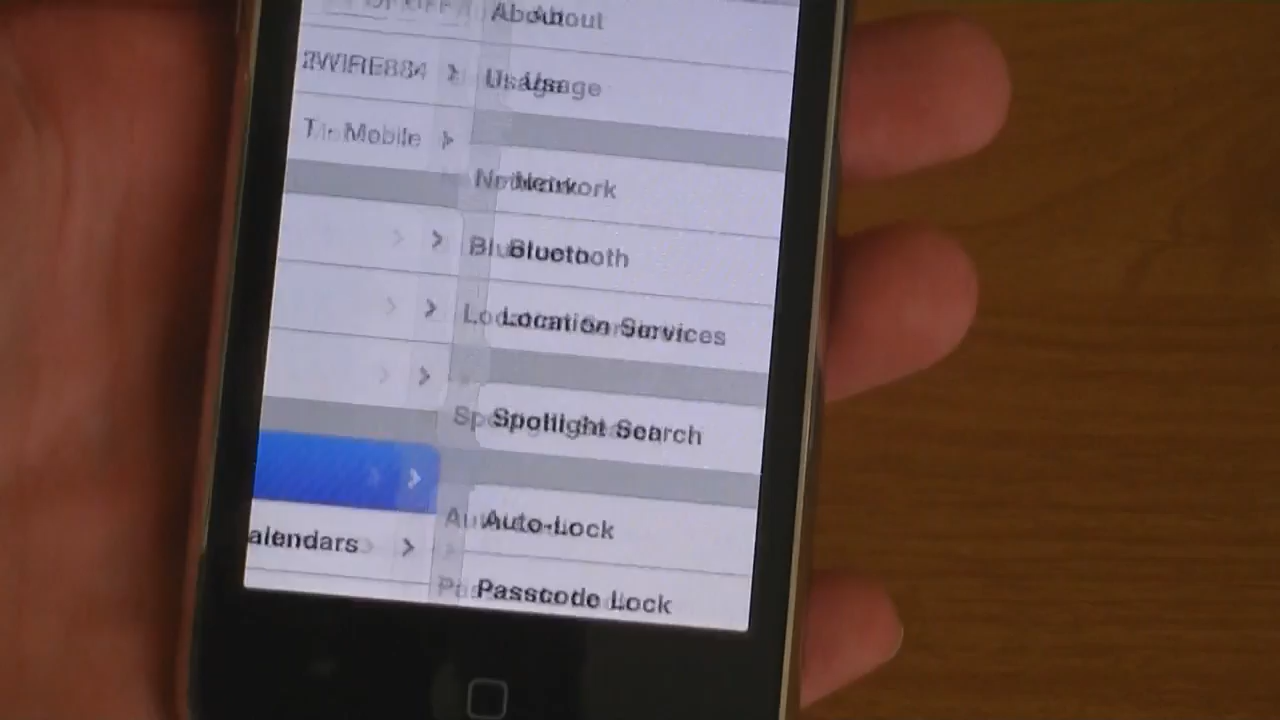 About
2WIRE884
Usage
T-Mobile
Network
Bluetooth
Location Services
Spotlight Search
Auto-Lock
alendars
Passcode Lock